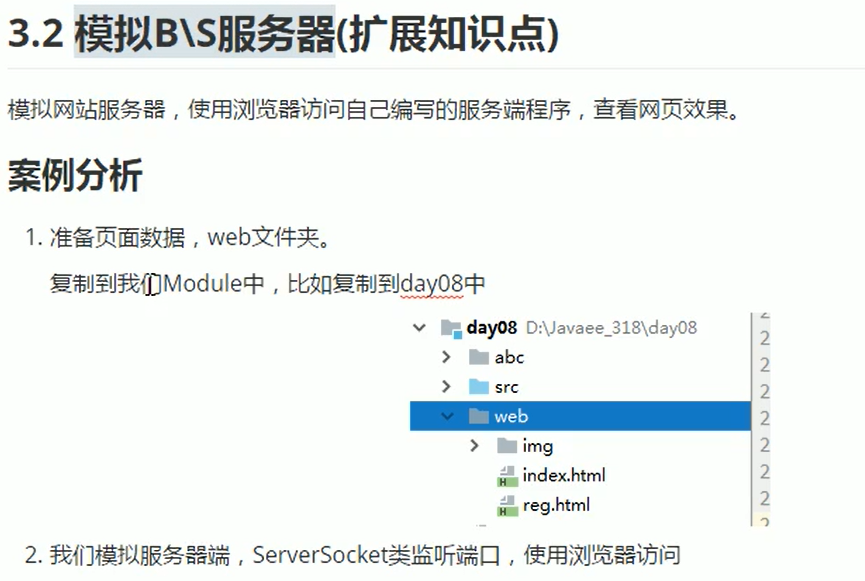 3.2 模拟B\S服务器(扩展知识点)
模拟网站服务器，使用浏览器访问自己编写的服务端程序，查看网页效果。
案例分析
1. 准备页面数据，web文件夹。
复制到我们Module中，比如复制到day08中
day08 D:\Javaee_318\day08
abc
src
web
img
index.html
reg.html
2. 我们模拟服务器端，ServerSocket类监听端口，使用浏览器访问